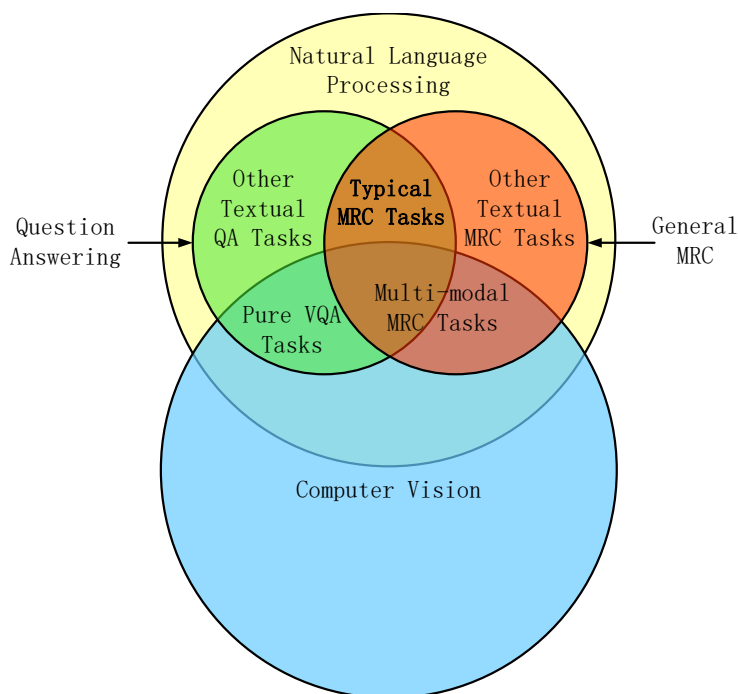 Natural Language
Processing
Other
Textual
QA Tasks
Typical
MRC Tasks
Other
Textual
MRC Tasks
Question
Answering
General
MRC
Pure VQA
Tasks
Multi-modal
MRC Tasks
Computer Vision